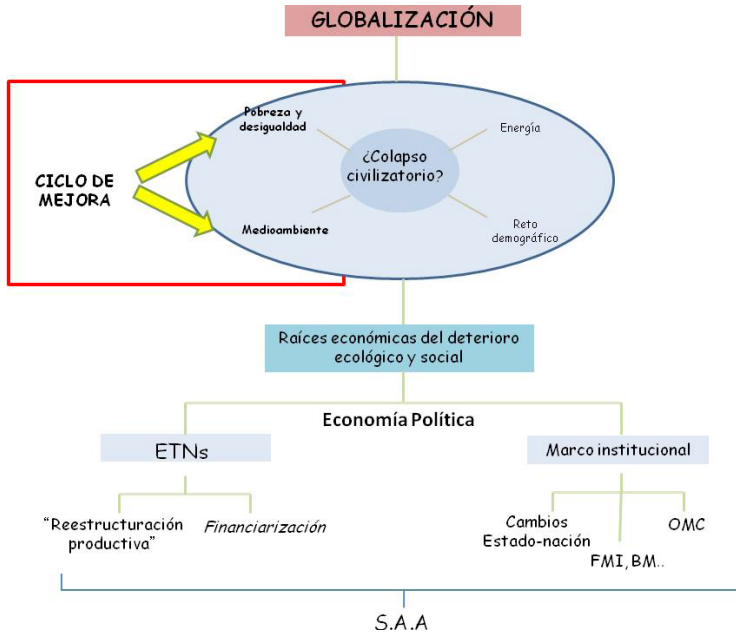 GLOBALIZACIÓN
Pobreza y
desigualdad
Energía
¿Colapso
civilizatorio?
CICLO DE
MEJORA
Medioambiente
Reto
demográfico
Raíces económicas del deterioro
ecológico y social
Economía Política
ETNs
Marco institucional
“Reestructuración
productiva”
Financiarización
Cambios
Estado-nación
OMC
FMI, BM..
S.A.A